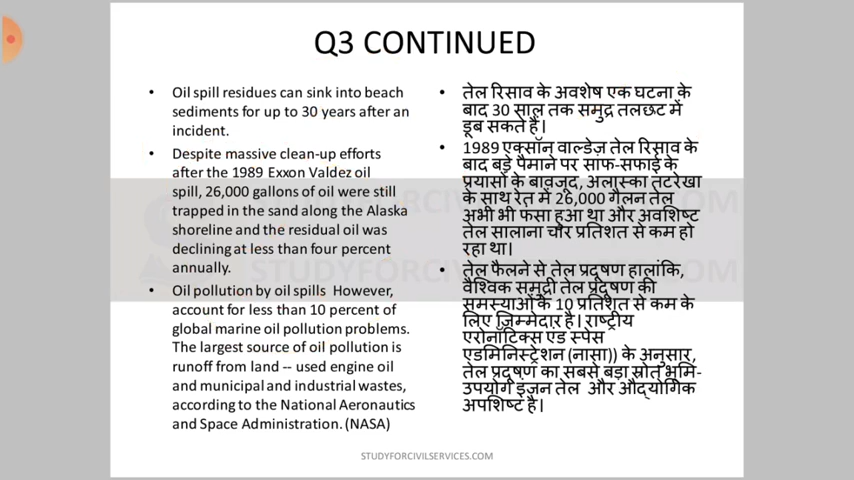 Q3 CONTINUED
• Oil spill residues can sink into beach
sediments for up to 30 years after an
incident.
• Despite massive clean-up efforts
after the 1989 Exxon Valdez oil
spill, 26,000 gallons of oil were still
trapped in the sand along the Alaska
shoreline and the residual oil was
declining at less than four percent
annually.
• Oil pollution by oil spills However,
account for less than 10 percent of
global marine oil pollution problems.
The largest source of oil pollution is
runoff from land -- used engine oil
and municipal and industrial wastes,
according to the National Aeronautics
and Space Administration. (NASA)
• तेल रिसाव के अवशेष एक घटना के
बाद 30 साल तक समुद्र तलछट में
डूब सकते हैं।
• 1989 एक्सॉन वाल्डेज़ तेल रिसाव के
बाद बड़े पैमाने पर साफ-सफाई के
प्रयासों के बावजूद, अलास्का तटरेखा
के साथ रेत में 26,000 गैलन तेल
अभी भी फंसा हुआ था और अवशिष्ट
तेल सालाना चार प्रतिशत से कम हो
रहा था।
• तेल फैलने से तेल प्रदूषण हालांकि,
वैश्विक समुद्री तेल प्रदूषण की
समस्याओं के 10 प्रतिशत से कम के
लिए ज़िम्मेदार है। राष्ट्रीय
एरोनॉटिक्स एंड स्पेस
एडमिनिस्ट्रेशन (नासा)) के अनुसार,
तेल प्रदूषण का सबसे बड़ा स्रोत भूमि-
उपयोग इंजन तेल और औद्योगिक
अपशिष्ट है।
STUDYFORCIVILSERVICES.COM
STUDYFORCIVILSERVICES.COM
STUDYFORCIVILSERVICES.COM